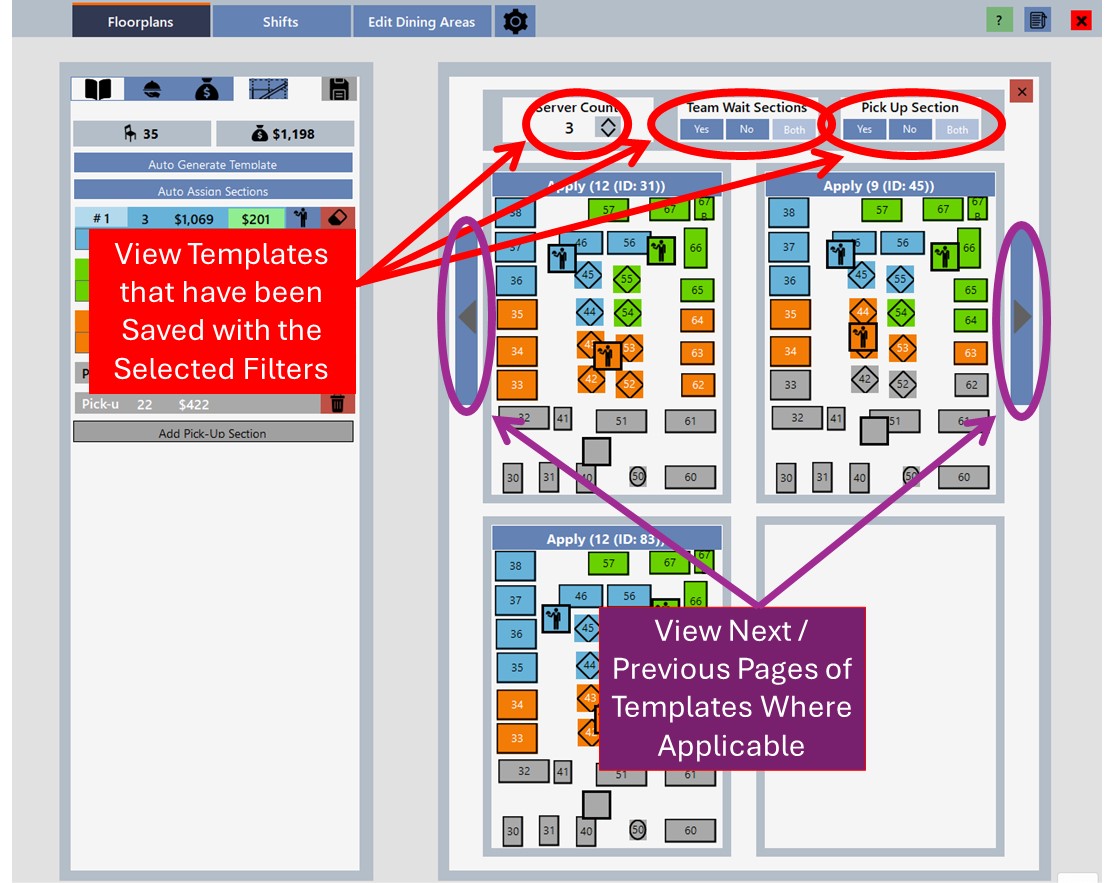 Floorplans
Shifts
Edit Dining Areas
?
35
$1,198
Auto Generate Template
Auto Assian Sections
#1 3 $1,069 $201
View Templates
that have been
Saved with the
Selected Filters
Pick-u 22 $422
Add Pick-Up Section
Server Count
3
Team Wait Sections
Yes No Both
Pick Up Section
Yes No Both
Apply (12 (ID: 31))
38 57 67 67 B
37 46 56 66
36 45 55
65
35 44 54 64
34 53 63
33 42 52 62
32 41 51 61
30 31 40 50 60
Apply (9 (ID: 45))
38 57 67 67 B
37 56 66
36 45 55
65
35 44 54 64
34 53 63
33 42 52 62
32 41 51 61
30 31 40 50 60
Apply (12 (ID: 83))
38 57 67 67
37 46 56 66
36 45
35 44
34 43
33
32 41 51 61
30 31 40 50 60
View Next /
Previous Pages of
Templates Where
Applicable